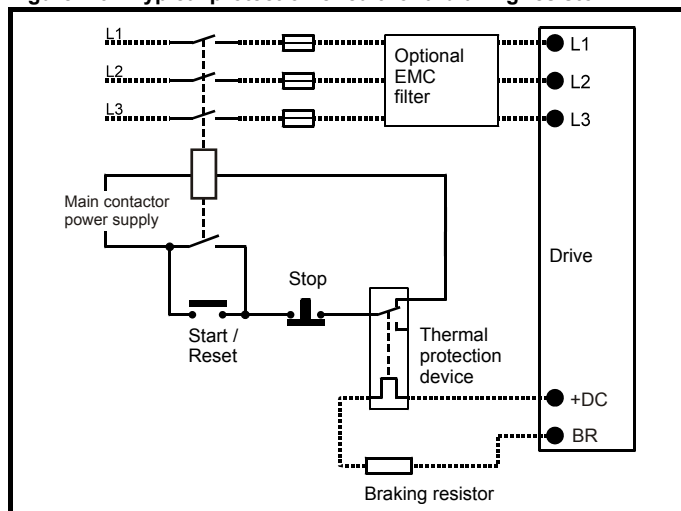 L1
L2
L3
Optional
EMC
filter
L1
L2
L3
Main contactor
power supply
Drive
Stop
Start /
Reset
Thermal
protection
device
+DC
BR
Braking resistor